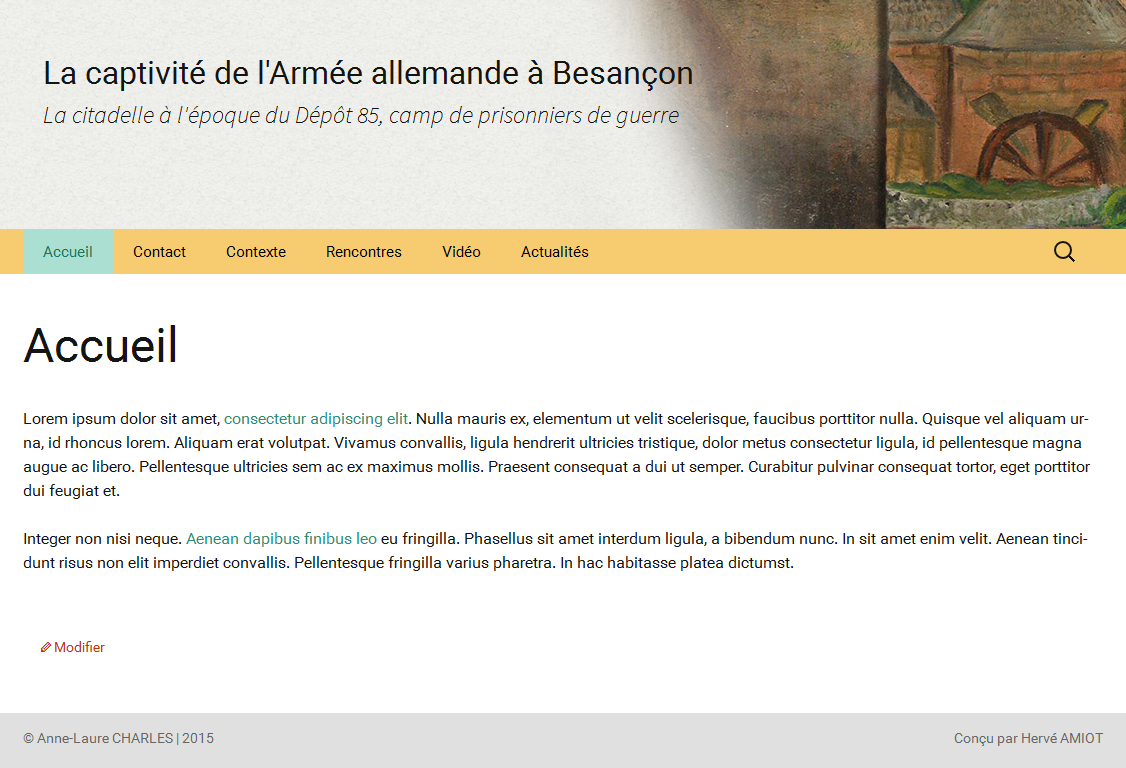 La captivité de l'Armée allemande à Besançon
La citadelle à l'époque du Dépôt 85, camp de prisonniers de guerre
Accueil Contact Contexte Rencontres Vidéo Actualités
Accueil
Lorem ipsum dolor sit amet, consectetur adipiscing elit. Nulla mauris ex, elementum ut velit scelerisque, faucibus porttitor nulla. Quisque vel aliquam ur-
na, id rhoncus lorem. Aliquam erat volutpat. Vivamus convallis, ligula hendrerit ultricies tristique, dolor metus consectetur ligula, id pellentesque magna
augue ac libero. Pellentesque ultricies sem ac ex maximus mollis. Praesent consequat a dui ut semper. Curabitur pulvinar consequat tortor, eget porttitor
dui feugiat et.
Integer non nisi neque. Aenean dapibus finibus leo eu fringilla. Phasellus sit amet interdum ligula, a bibendum nunc. In sit amet enim velit. Aenean tinci-
dunt risus non elit imperdiet convallis. Pellentesque fringilla varius pharetra. In hac habitasse platea dictumst.
Modifier
© Anne-Laure CHARLES | 2015 Conçu par Hervé AMIOT